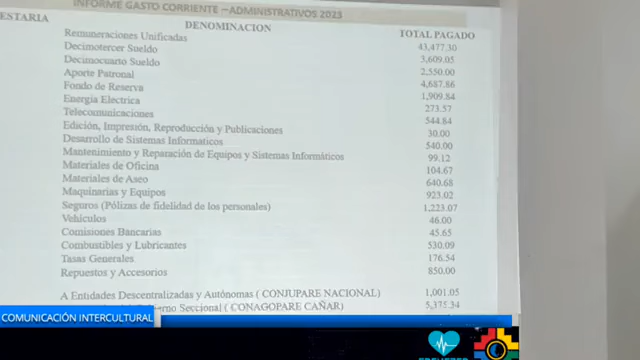 INFORME GASTO CORRIENTE –ADMINISTRATIVOS 2023
ESTARIA DENOMINACION TOTAL PAGADO
Remuneraciones Unificadas 43,477.30
Decimotercer Sueldo 3,609.05
Decimocuarto Sueldo 2,550.00
Aporte Patronal 4,687.86
Fondo de Reserva 1,909.84
Energia Electrica 273.57
Telecomunicaciones 544.84
Edición, Impresión, Reproducción y Publicaciones 30.00
Desarrollo de Sistemas Informaticos 540.00
Mantenimiento y Reparación de Equipos y Sistemas Informáticos 99.12
Materiales de Oficina 104.67
Materiales de Aseo 640.68
Maquinarias y Equipos 923.02
Seguros (Pólizas de fidelidad de los personales) 1,223.07
Vehículos 46.00
Comisiones Bancarias 45.65
Combustibles y Lubricantes 530.09
Tasas Generales 176.54
Repuestos y Accesorios 850.00
A Entidades Descentralizadas y Autónomas ( CONJUPARE NACIONAL) 1,001.05
Seccional ( CONAGOPARE CAÑAR) 5,375.34
COMUNICACIÓN INTERCULTURAL